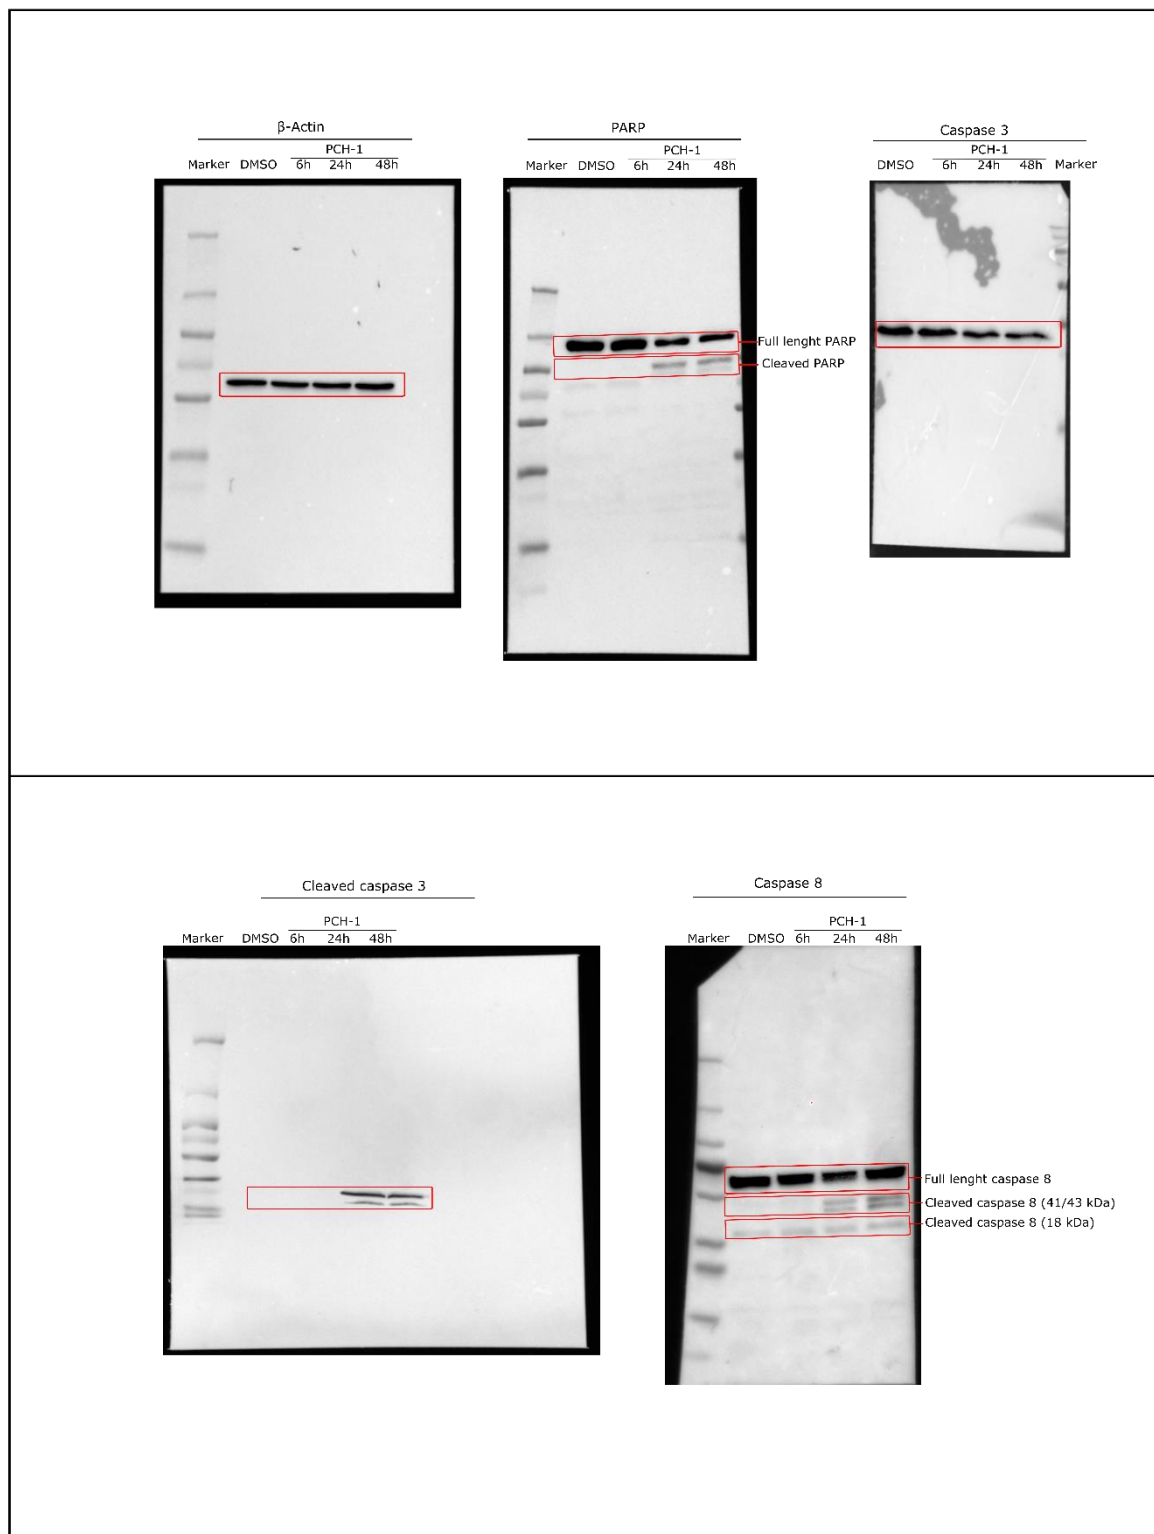 β-Actin
PCH-1
Marker DMSO 6h 24h 48h
PARP
PCH-1
Marker DMSO 6h 24h 48h
Full lenght PARP
Cleaved PARP
Caspase 3
PCH-1
DMSO 6h 24h 48h Marker
Cleaved caspase 3
PCH-1
Marker DMSO 6h 24h 48h
Caspase 8
PCH-1
Marker DMSO 6h 24h 48h
Full lenght caspase 8
Cleaved caspase 8 (41/43 kDa)
Cleaved caspase 8 (18 kDa)